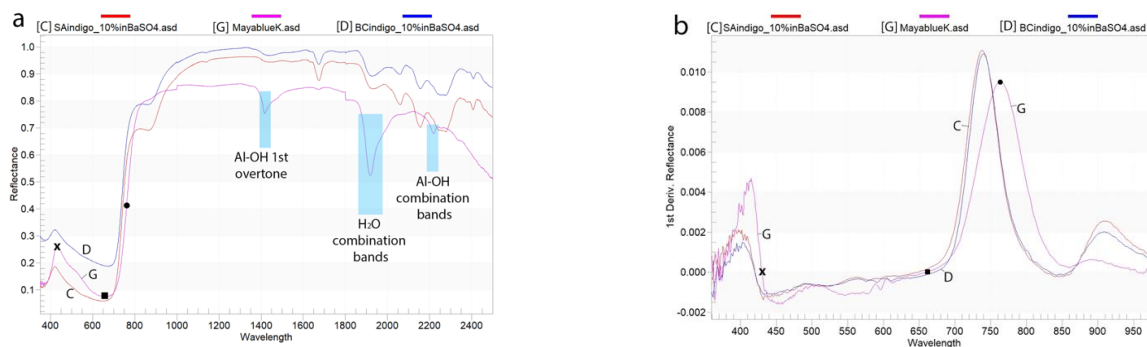 a
[C] SAindigo_10%inBaSO4.asd [G] MayablueK.asd [D] BCindigo_10%inBaSO4.asd
1.0
0.9
0.8
0.7
0.6
0.5
0.4
0.3
0.2
0.1
Reflectance
Al-OH 1st
overtone
H₂O
combination
bands
Al-OH
combination
bands
X
D
G
C
400 600 800 1000 1200 1400 1600 1800 2000 2200 2400
Wavelength
b
[C] SAindigo_10%inBaSO4.asd [G] MayablueK.asd [D] BCindigo_10%inBaSO4.asd
0.010
0.008
0.006
0.004
0.002
0.000
-0.002
1st Deriv. Reflectance
G
C
G
X
D
400 450 500 550 600 650 700 750 800 850 900 950
Wavelength